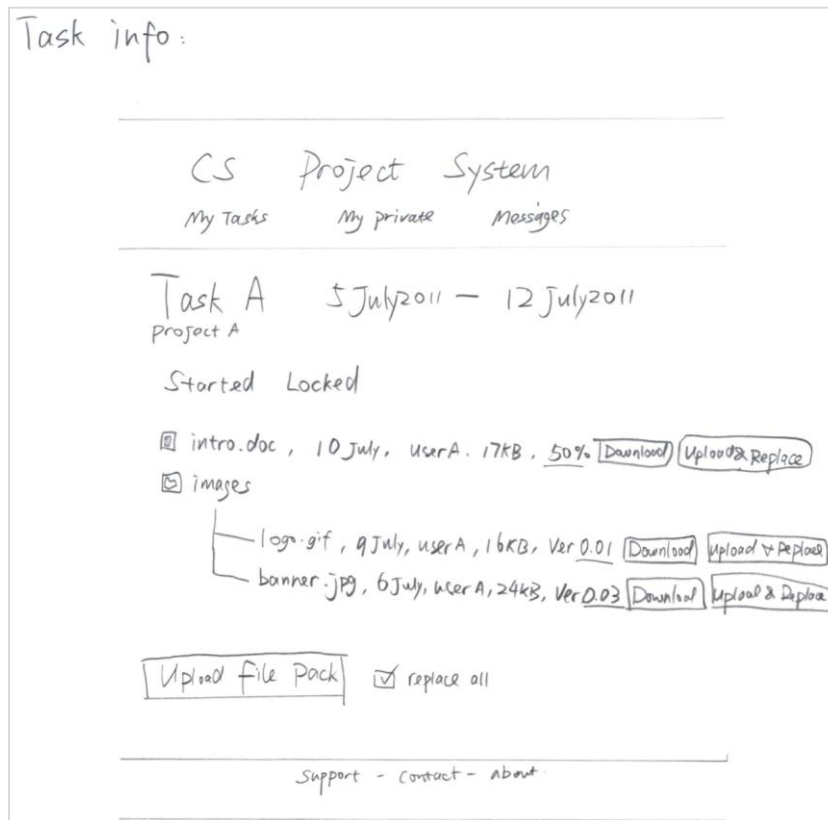 Task info:
CS Project System
My Tasks My private Messages
Task A 5 July 2011 - 12 July 2011
Project A
Started Locked
intro.doc, 10 July, userA. 17KB, 50% Download Upload & Replace
images
logo.gif, 9 July, userA, 16KB, Ver 0.01 Download Upload & Replace
banner.jpg, 6 July, userA, 24KB, Ver 0.03 Download Upload & Replace
Upload File Pack replace all
Support - Contact - about